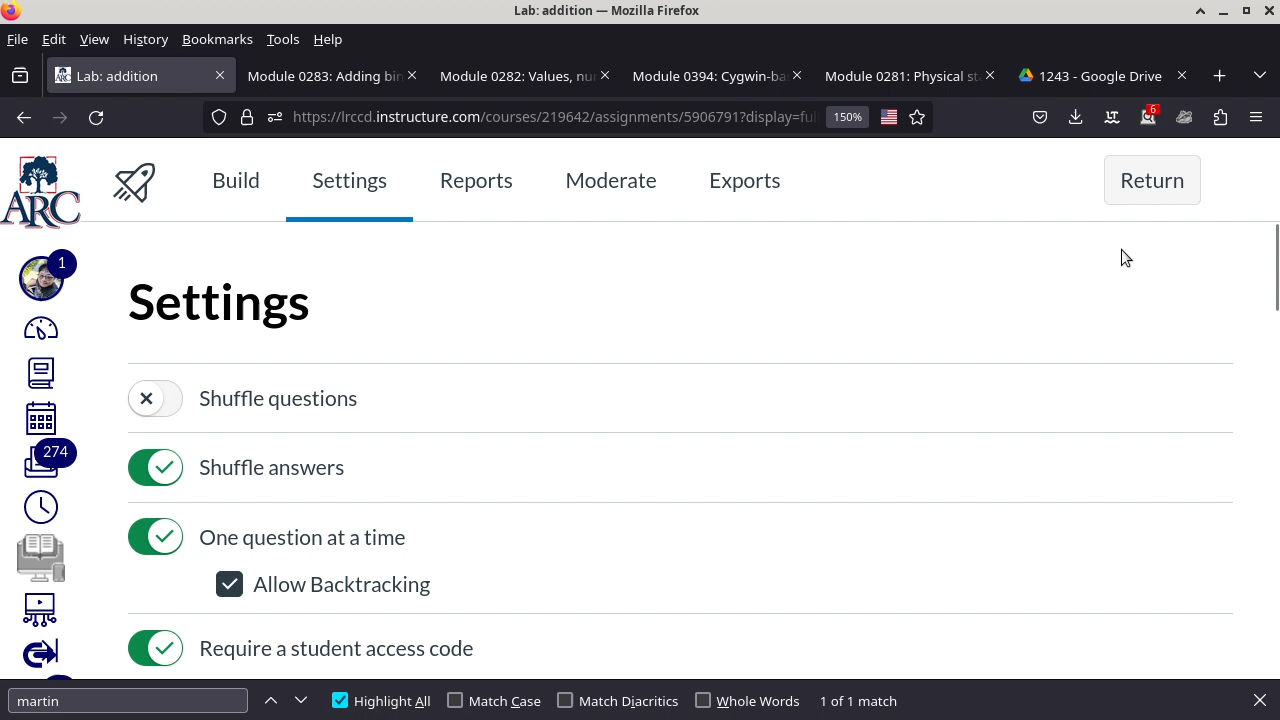 Lab: addition — Mozilla Firefox
File Edit View History Bookmarks Tools Help
Lab: addition Module 0283: Adding bin Module 0282: Values, nu Module 0394: Cygwin-ba Module 0281: Physical st 1243 - Google Drive
https://lrccd.instructure.com/courses/219642/assignments/5906791?display=ful 150% 6
ARC Build Settings Reports Moderate Exports Return
1
Settings
Shuffle questions
Shuffle answers
274
One question at a time
Allow Backtracking
Require a student access code
martin Highlight All Match Case Match Diacritics Whole Words 1 of 1 match